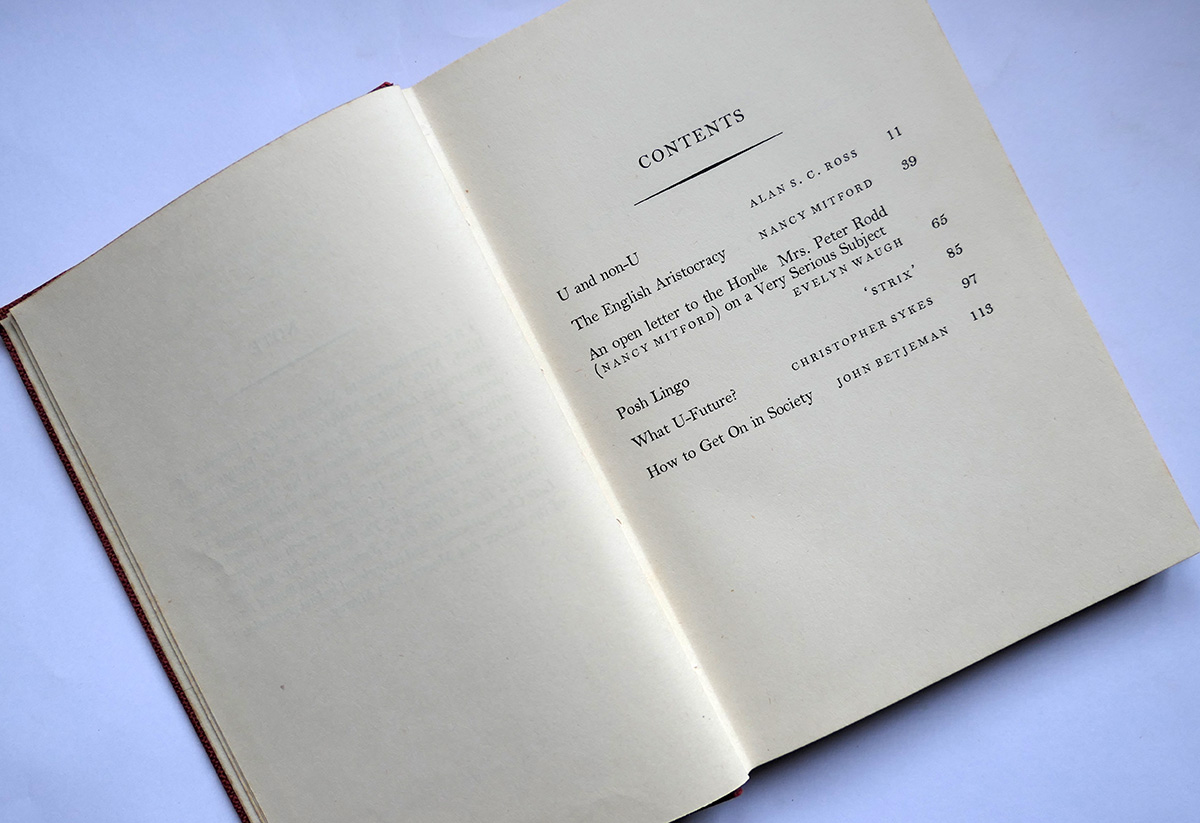 CONTENTS
U and non-U ALAN S. C. ROSS 11
The English Aristocracy NANCY MITFORD 39
An open letter to the Honble Mrs. Peter Rodd
(NANCY MITFORD) on a Very Serious Subject
EVELYN WAUGH 65
Posh Lingo ‘STRIX’ 85
What U-Future? CHRISTOPHER SYKES 97
How to Get On in Society JOHN BETJEMAN 113